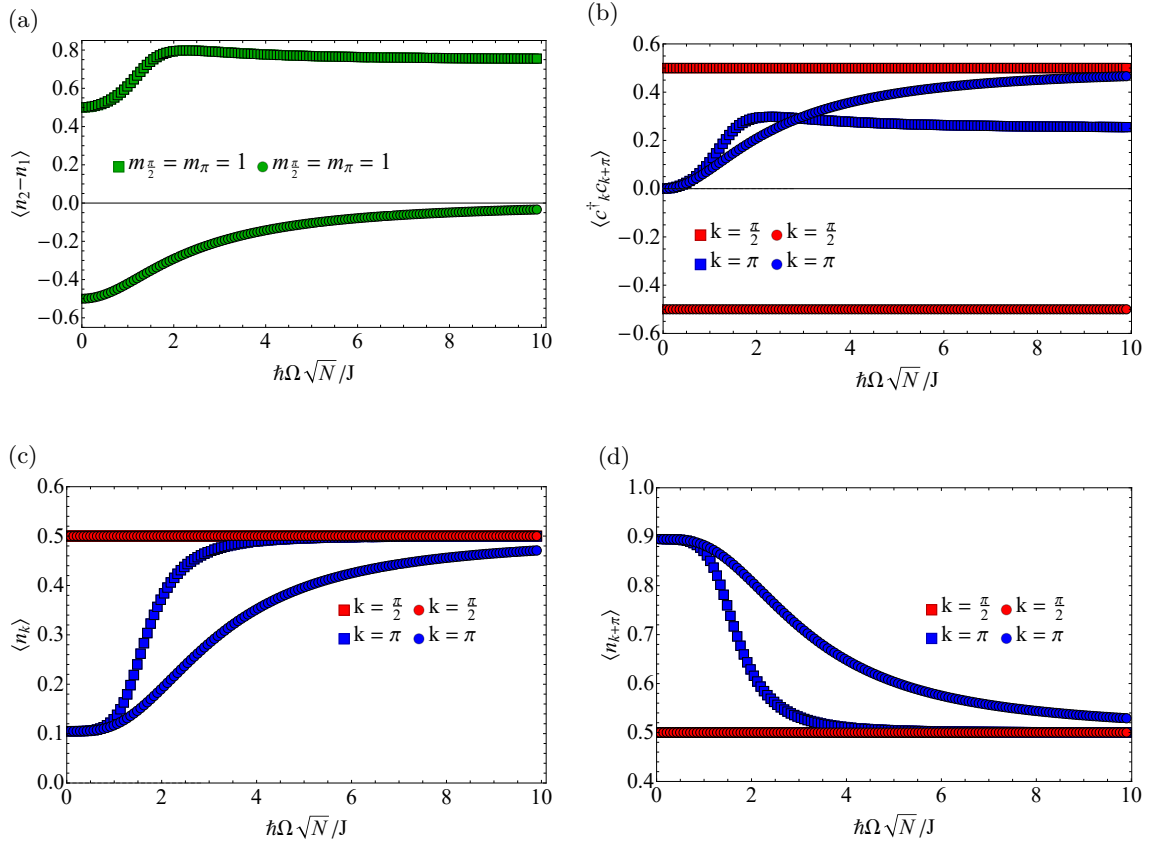 (a)
⟨n₂−n₁⟩
0.8
0.4
0.0
−0.2
−0.4
−0.6
m_{π/2} = m_π = 1 m_{π/2} = m_π = 1
0 2 4 6 8 10
ℏΩ√N/J
(b)
⟨c†_k c_{k+π}⟩
0.6
0.4
0.2
0.0
−0.2
−0.4
−0.6
k = π/2 k = π/2
k = π k = π
0 2 4 6 8 10
ℏΩ√N/J
(c)
⟨n_k⟩
0.6
0.5
0.4
0.3
0.2
0.1
0.0
k = π/2 k = π/2
k = π k = π
0 2 4 6 8 10
ℏΩ√N/J
(d)
⟨n_{k+π}⟩
1.0
0.9
0.8
0.7
0.6
0.5
0.4
k = π/2 k = π/2
k = π k = π
0 2 4 6 8 10
ℏΩ√N/J